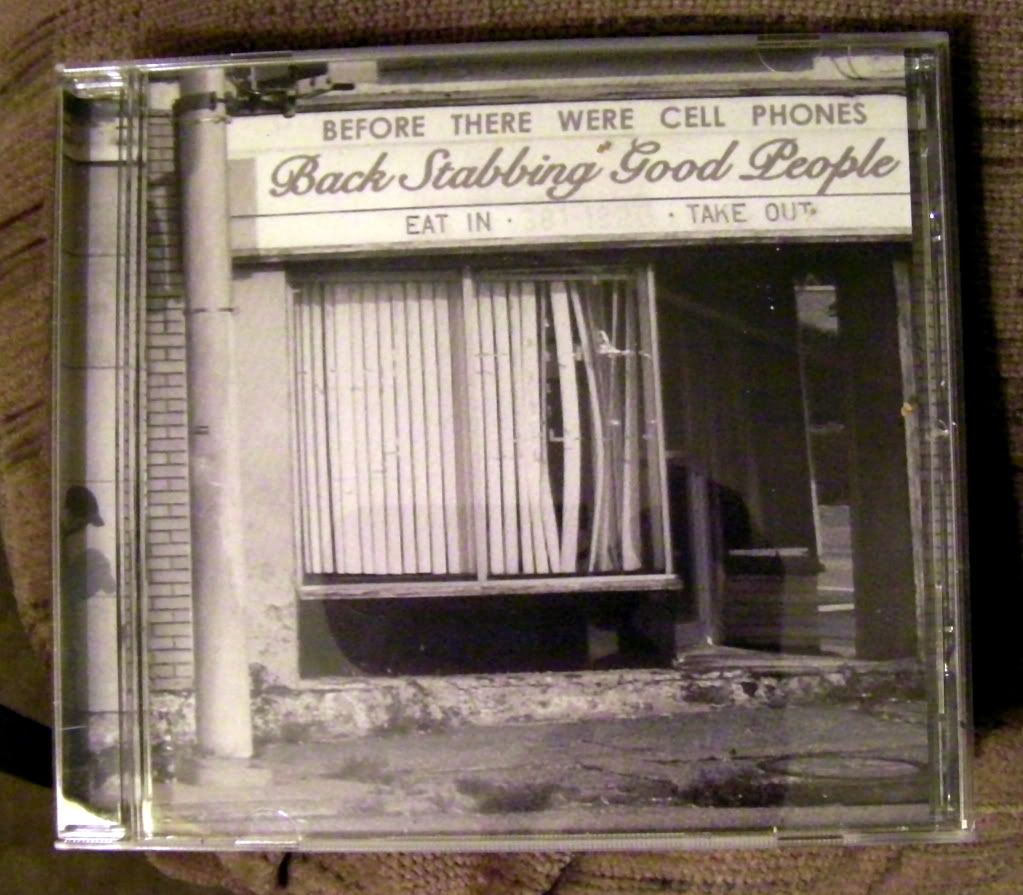 BEFORE THERE WERE CELL PHONES
Back Stabbing Good People
EAT IN · · TAKE OUT